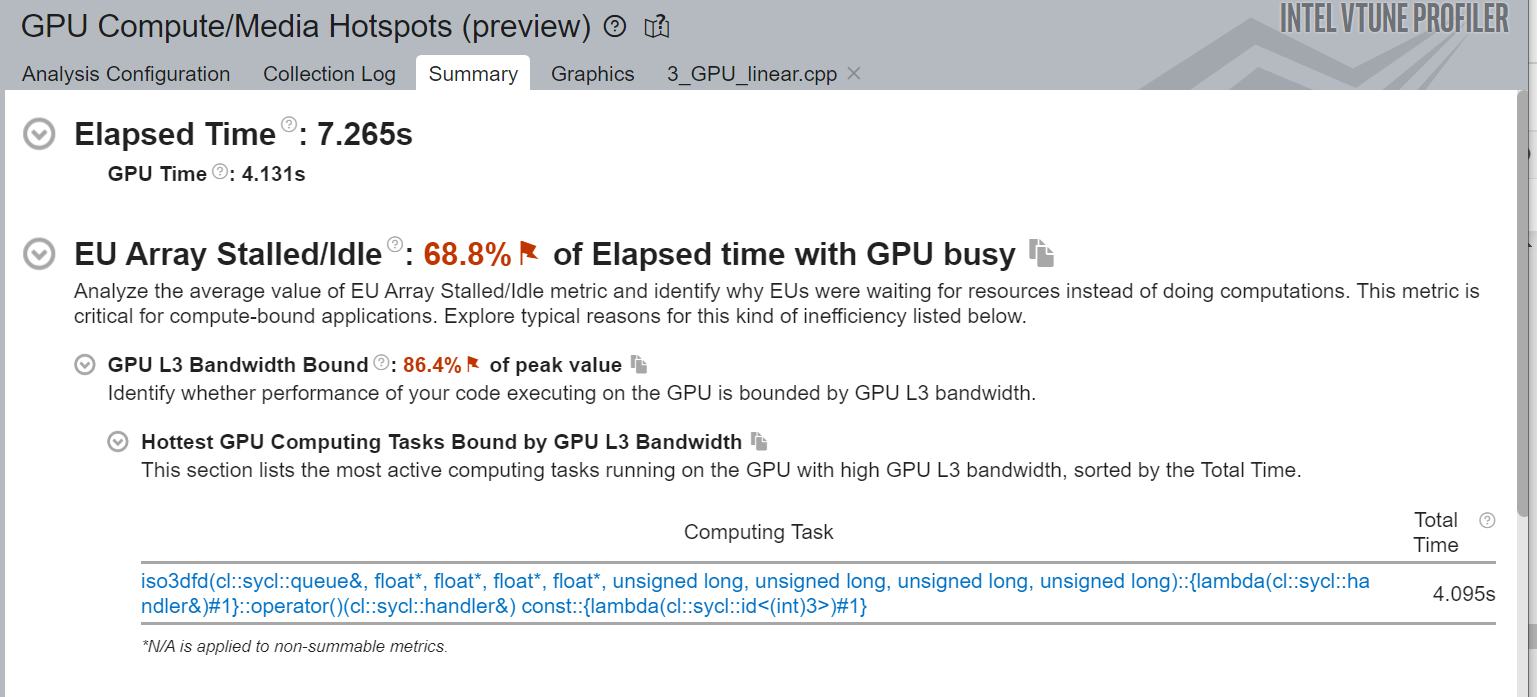 GPU Compute/Media Hotspots (preview) ?
INTEL VTUNE PROFILER
Analysis Configuration Collection Log Summary Graphics 3_GPU_linear.cpp ×
Elapsed Time ? : 7.265s
GPU Time ? : 4.131s
EU Array Stalled/Idle ? : 68.8% of Elapsed time with GPU busy
Analyze the average value of EU Array Stalled/Idle metric and identify why EUs were waiting for resources instead of doing computations. This metric is
critical for compute-bound applications. Explore typical reasons for this kind of inefficiency listed below.
GPU L3 Bandwidth Bound ? : 86.4% of peak value
Identify whether performance of your code executing on the GPU is bounded by GPU L3 bandwidth.
Hottest GPU Computing Tasks Bound by GPU L3 Bandwidth
This section lists the most active computing tasks running on the GPU with high GPU L3 bandwidth, sorted by the Total Time.
Computing Task
Total ?
Time
iso3dfd(cl::sycl::queue&, float*, float*, float*, float*, unsigned long, unsigned long, unsigned long, unsigned long)::{lambda(cl::sycl::ha
ndler&)#1}::operator()(cl::sycl::handler&) const::{lambda(cl::sycl::id<(int)3>)#1}
4.095s
*N/A is applied to non-summable metrics.